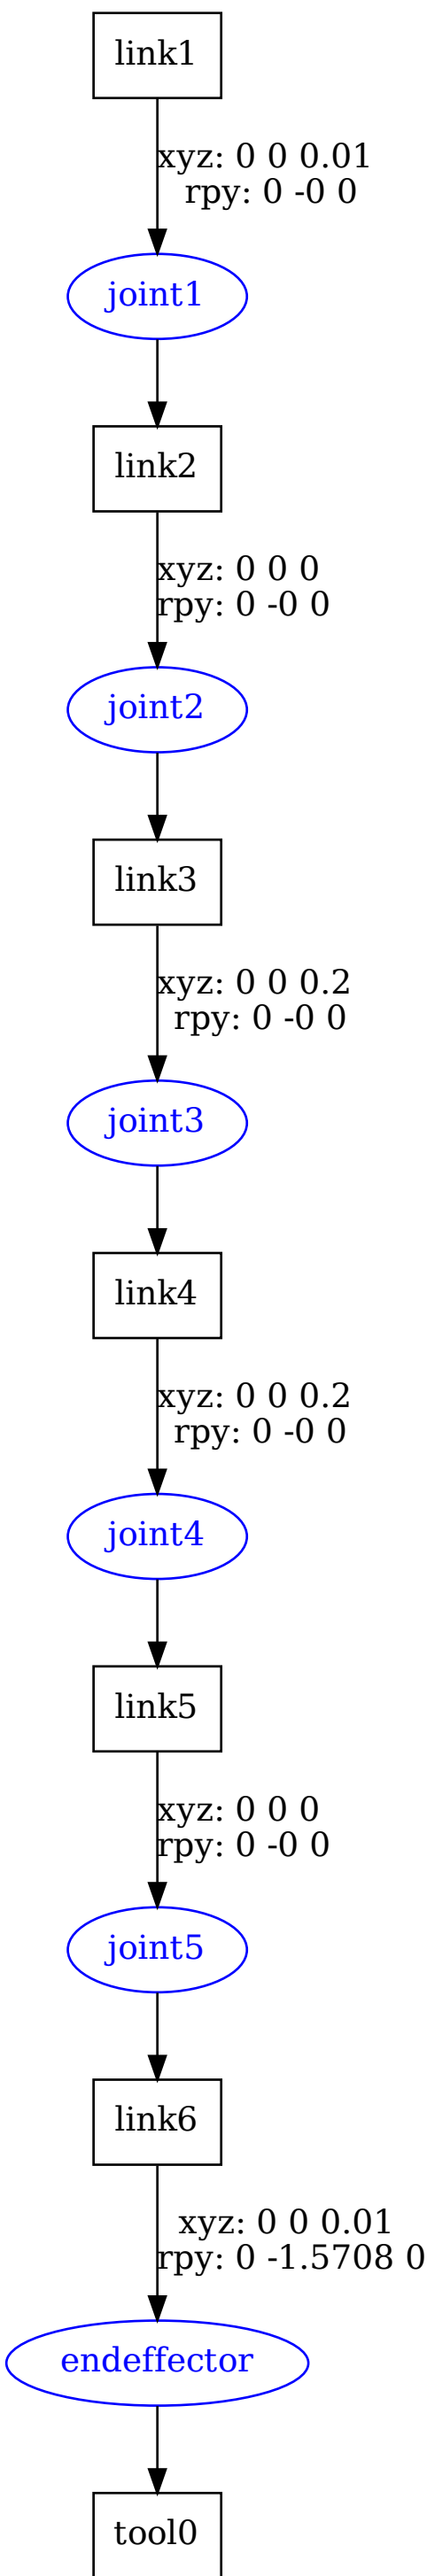 link1
xyz: 0 0 0.01
rpy: 0 -0 0
joint1
link2
xyz: 0 0 0
rpy: 0 -0 0
joint2
link3
xyz: 0 0 0.2
rpy: 0 -0 0
joint3
link4
xyz: 0 0 0.2
rpy: 0 -0 0
joint4
link5
xyz: 0 0 0
rpy: 0 -0 0
joint5
link6
xyz: 0 0 0.01
rpy: 0 -1.5708 0
endeffector
tool0